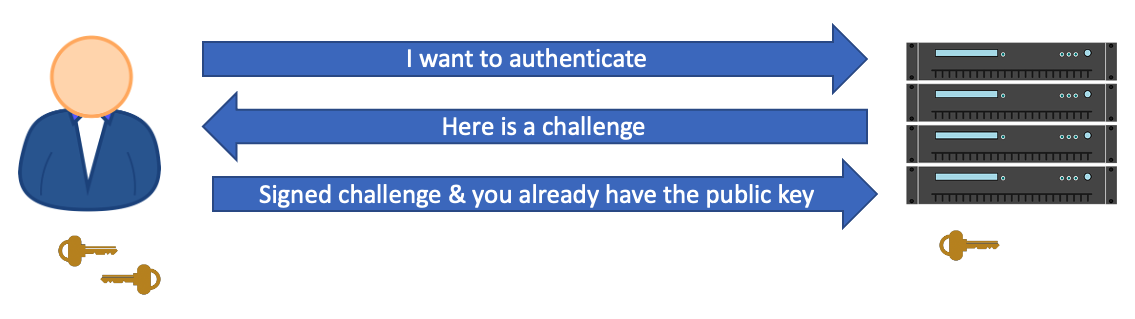 I want to authenticate
Here is a challenge
Signed challenge & you already have the public key